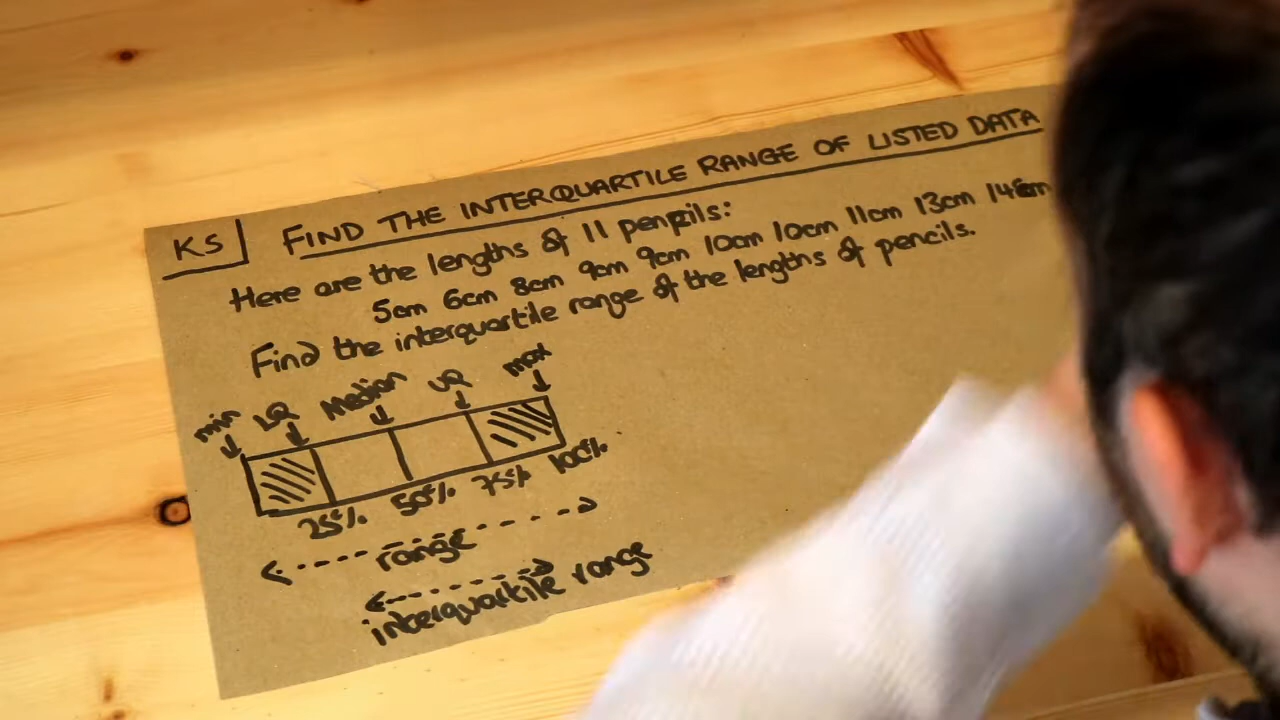 K5
FIND THE INTERQUARTILE RANGE OF LISTED DATA
Here are the lengths of 11 pencils:
5cm 6cm 8cm 9cm 9cm 10cm 10cm 11cm 13cm 14cm
Find the interquartile range of the lengths of pencils.
min LQ Median UQ max
25% 50% 75% 100%
range
interquartile range